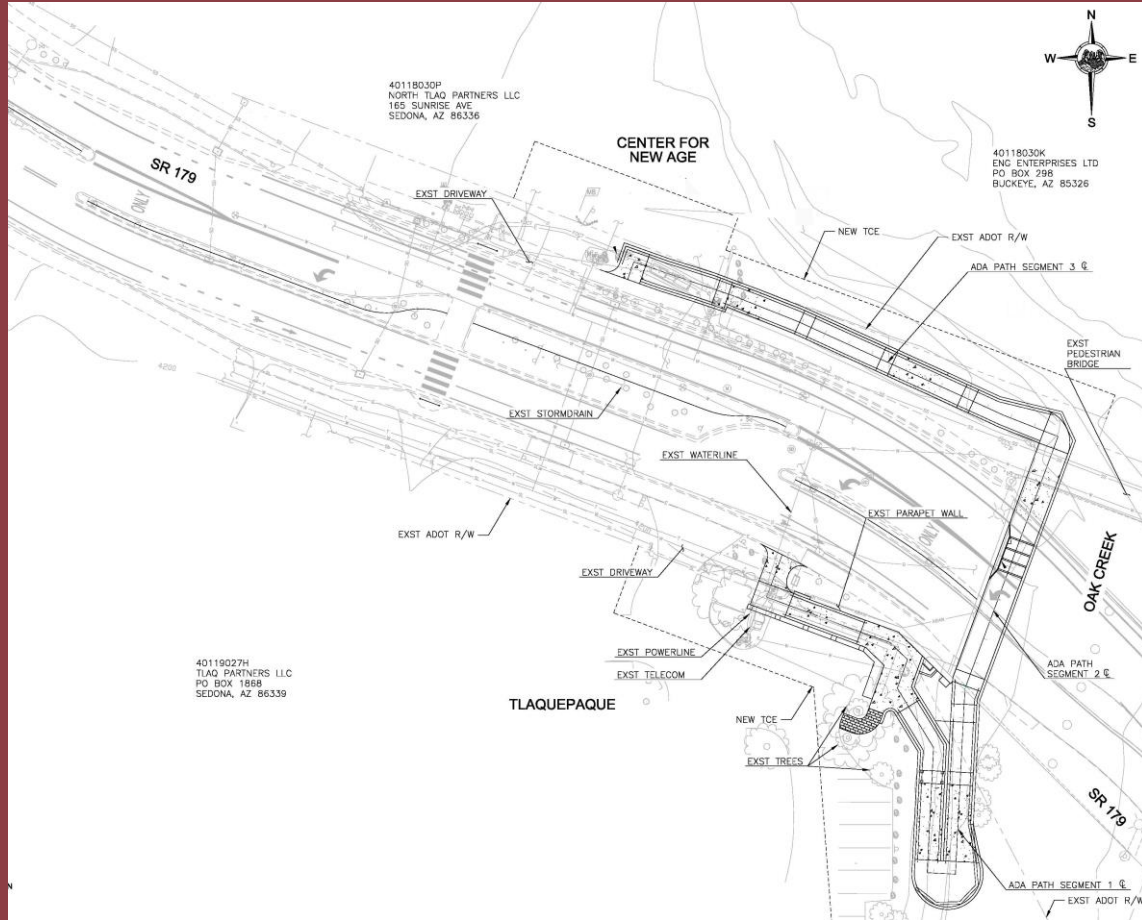 N
W
E
S
40118030P
NORTH TLAQ PARTNERS LLC
165 SUNRISE AVE
SEDONA, AZ 86336
CENTER FOR
NEW AGE
40118030K
ENG ENTERPRISES LTD
PO BOX 298
BUCKEYE, AZ 85326
SR 179
ONLY
EXST DRIVEWAY
NEW TCE
EXST ADOT R/W
ADA PATH SEGMENT 3 ℄
EXST
PEDESTRIAN
BRIDGE
4200
EXST STORMDRAIN
EXST WATERLINE
EXST PARAPET WALL
ONLY
EXST ADOT R/W
EXST DRIVEWAY
OAK CREEK
EXST POWERLINE
EXST TELECOM
40119027H
TLAQ PARTNERS LLC
PO BOX 1868
SEDONA, AZ 86339
TLAQUEPAQUE
ADA PATH
SEGMENT 2 ℄
NEW TCE
EXST TREES
SR 179
ADA PATH SEGMENT 1 ℄
EXST ADOT R/W